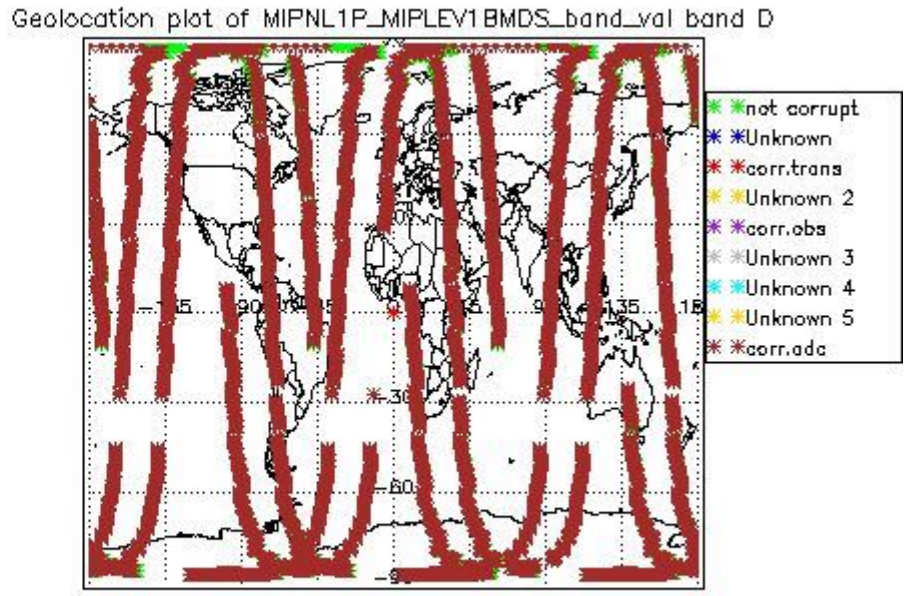 Geolocation plot of MIPNL1P_MIPLEV1BMDS_band_val band D
not corrupt
Unknown
corr.trans
Unknown 2
corr.obs
Unknown 3
Unknown 4
Unknown 5
corr.adc
-90
-30
-60